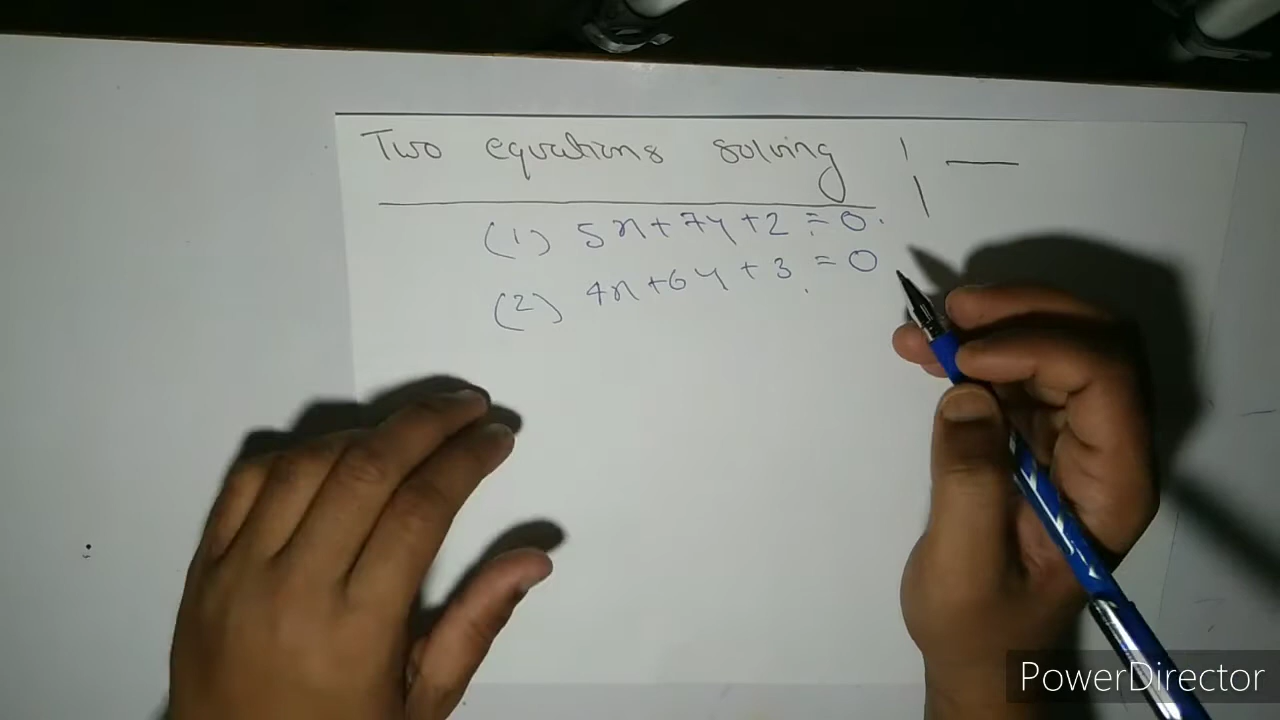 Two equations solving : —
(1) 5x + 7y + 2 = 0.
(2) 4x + 6y + 3 = 0
PowerDirector